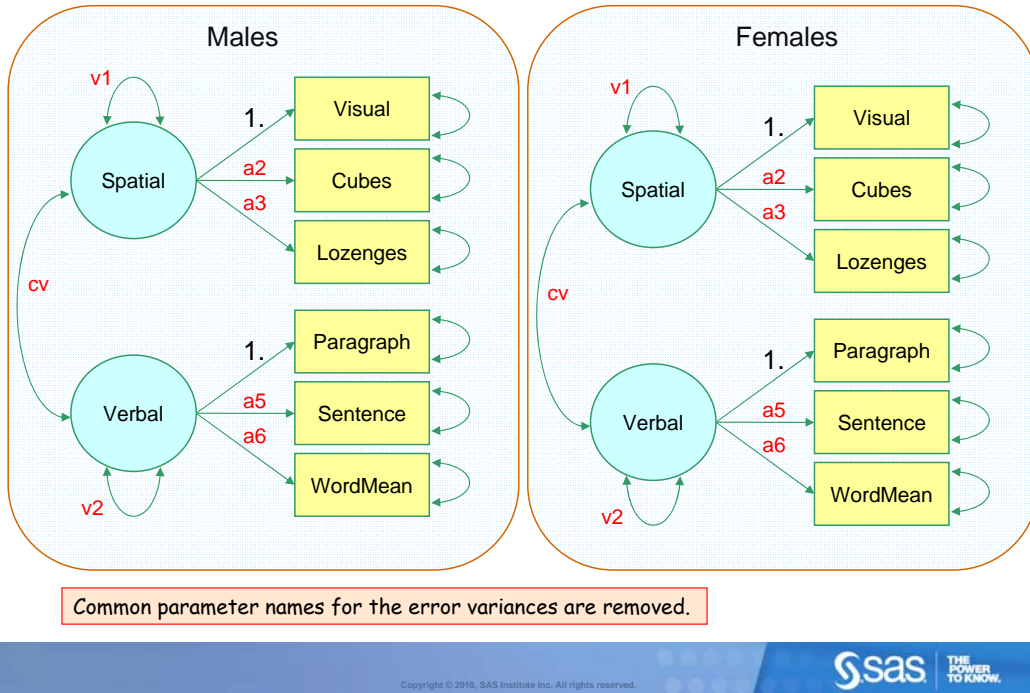 Males
v1
1.
Visual
Spatial
a2
Cubes
a3
Lozenges
cv
1.
Paragraph
Verbal
a5
Sentence
a6
WordMean
v2
Females
v1
1.
Visual
Spatial
a2
Cubes
a3
Lozenges
cv
1.
Paragraph
Verbal
a5
Sentence
a6
WordMean
v2
Common parameter names for the error variances are removed.
Copyright © 2010, SAS Institute Inc. All rights reserved.
sas
THE
POWER
TO KNOW.